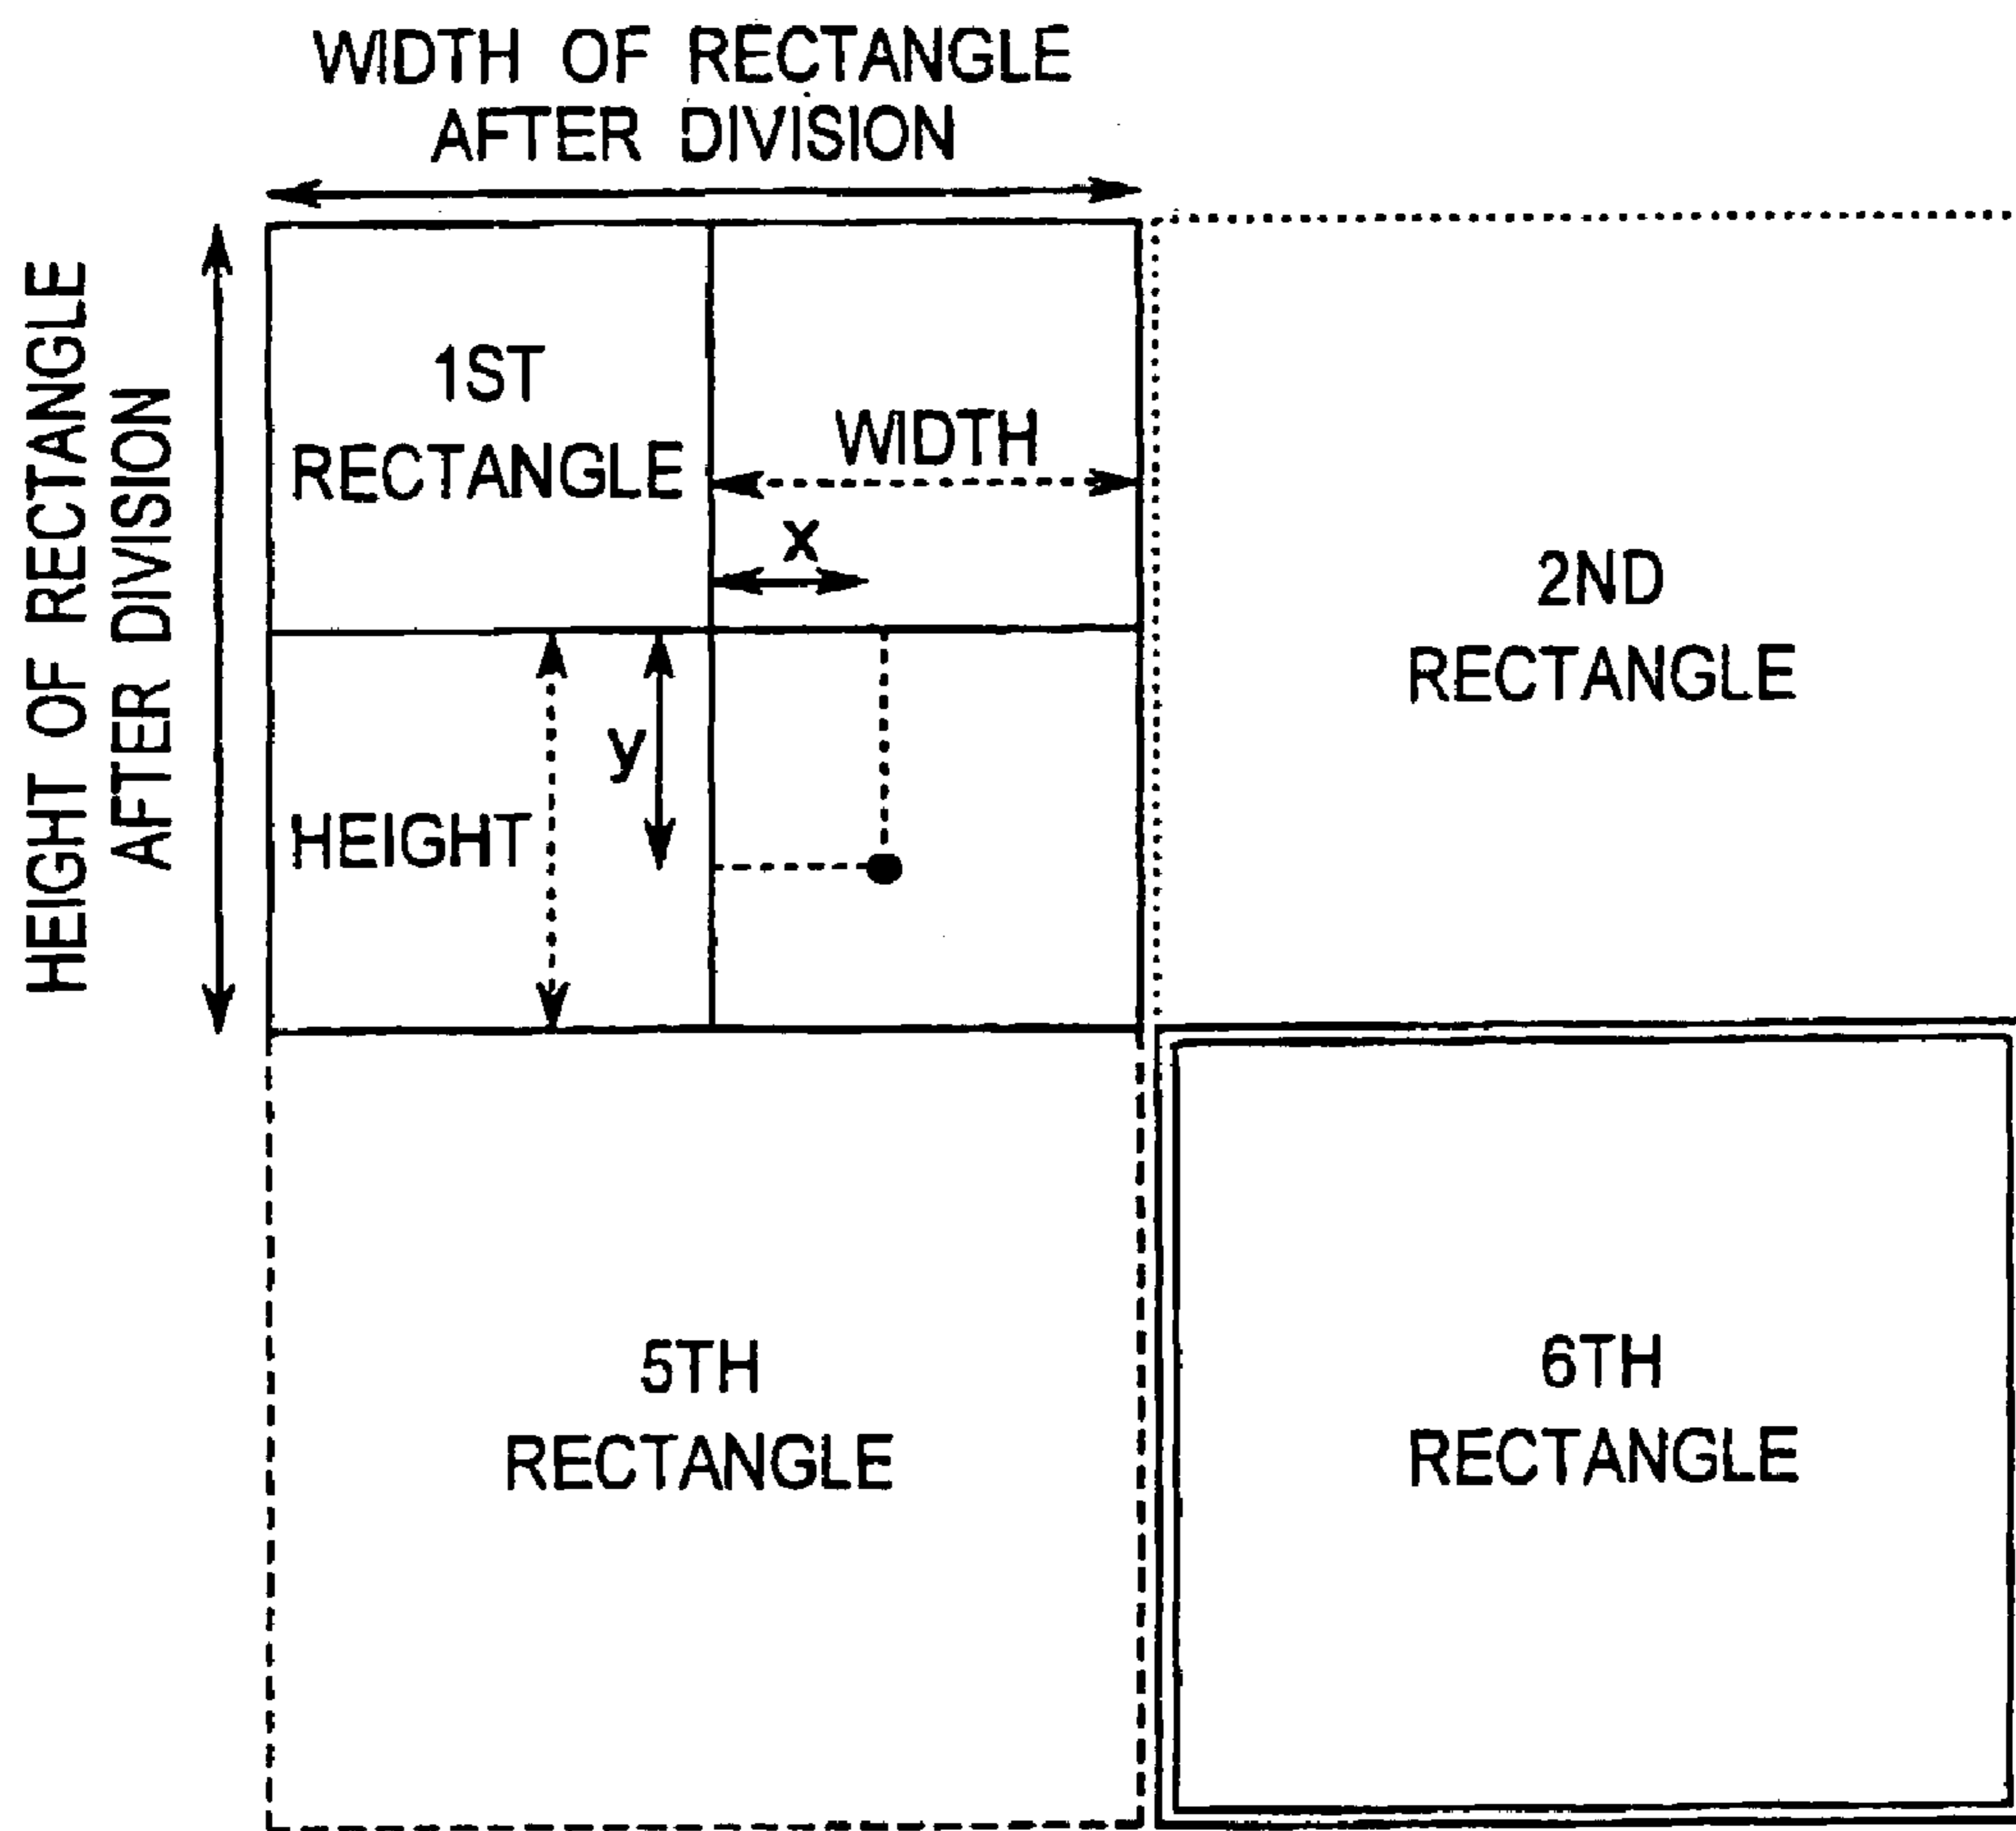 WIDTH OF RECTANGLE
AFTER DIVISION
HEIGHT OF RECTANGLE
AFTER DIVISION
1ST
RECTANGLE
WIDTH
x
2ND
RECTANGLE
y
HEIGHT
5TH
RECTANGLE
6TH
RECTANGLE